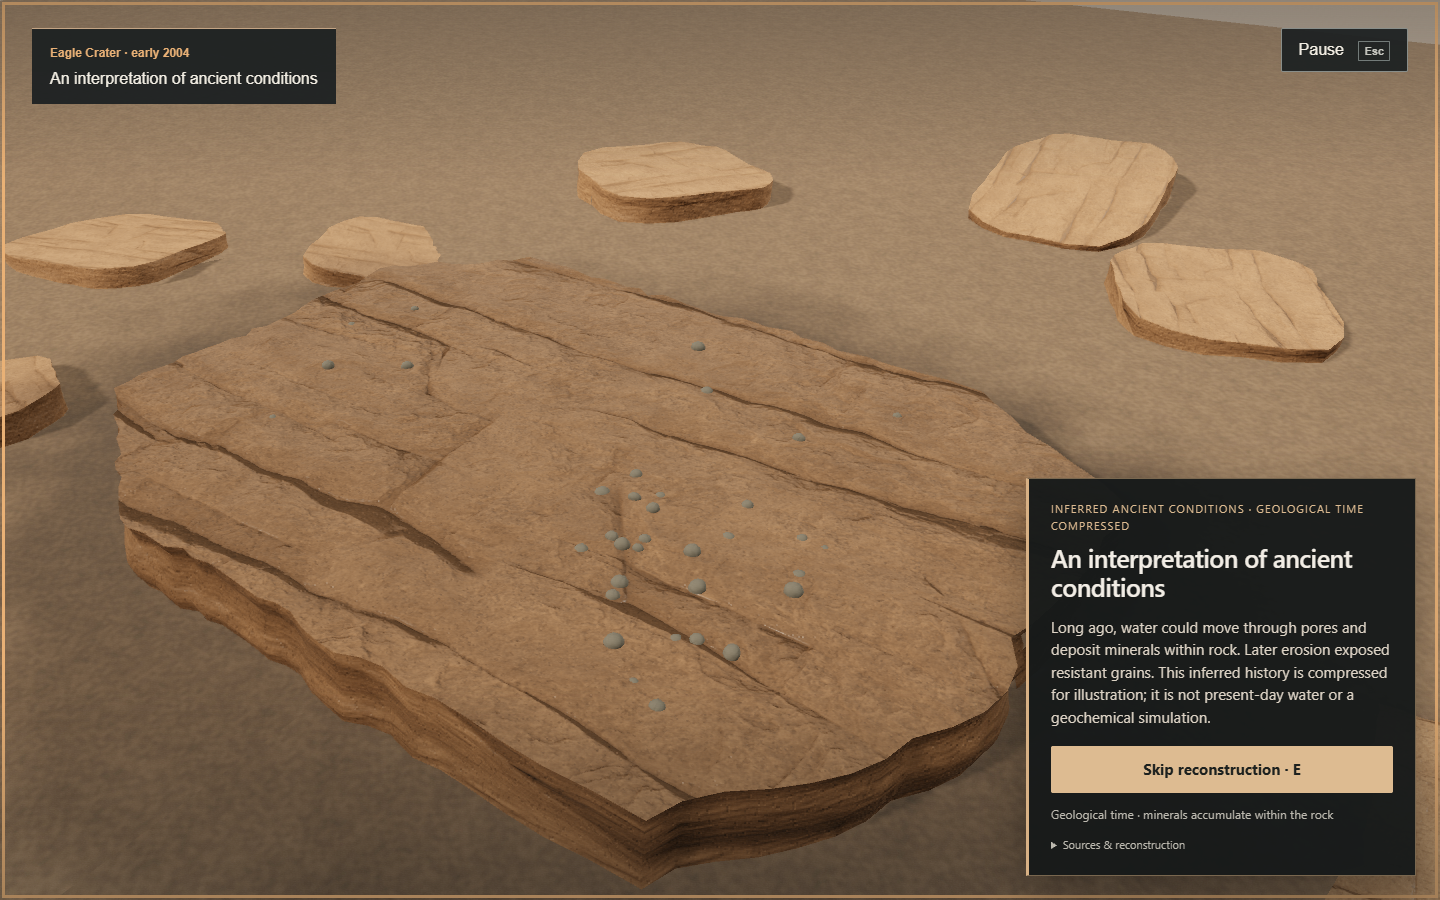 Eagle Crater · early 2004
An interpretation of ancient conditions
Pause Esc
INFERRED ANCIENT CONDITIONS · GEOLOGICAL TIME
COMPRESSED
An interpretation of ancient
conditions
Long ago, water could move through pores and
deposit minerals within rock. Later erosion exposed
resistant grains. This inferred history is compressed
for illustration; it is not present-day water or a
geochemical simulation.
Skip reconstruction · E
Geological time · minerals accumulate within the rock
▶ Sources & reconstruction